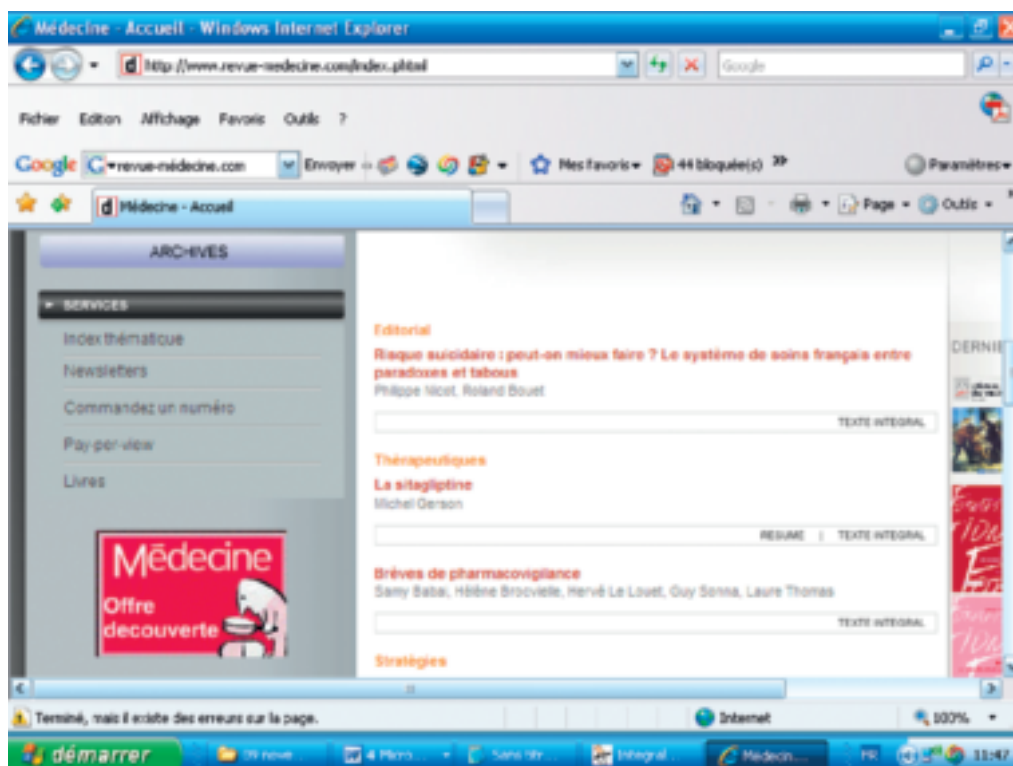 Médecine - Accueil - Windows Internet Explorer
http://www.revue-medecine.com/index.phtml
Google
Fichier Edition Affichage Favoris Outils ?
Google G revue-médecine.com Envoyer Mes favoris 44 bloquée(s) Paramètres
Médecine - Accueil Page Outils
ARCHIVES
SERVICES
Index thématique
Newsletters
Commandez un numéro
Pay-per-view
Livres
Médecine
Offre
decouverte
Editorial
Risque suicidaire : peut-on mieux faire ? Le système de soins français entre
paradoxes et tabous
Philippe Nicot, Roland Bouet
TEXTE INTEGRAL
Thérapeutiques
La sitagliptine
Michel Gerson
RESUME | TEXTE INTEGRAL
Brèves de pharmacovigilance
Samy Babai, Hélène Brocvielle, Hervé Le Louet, Guy Sonna, Laure Thomas
TEXTE INTEGRAL
Stratégies
DERNIE
Terminé, mais il existe des erreurs sur la page. Internet 100%
démarrer 4 Micro... Integral... Médecin... FR 11:47